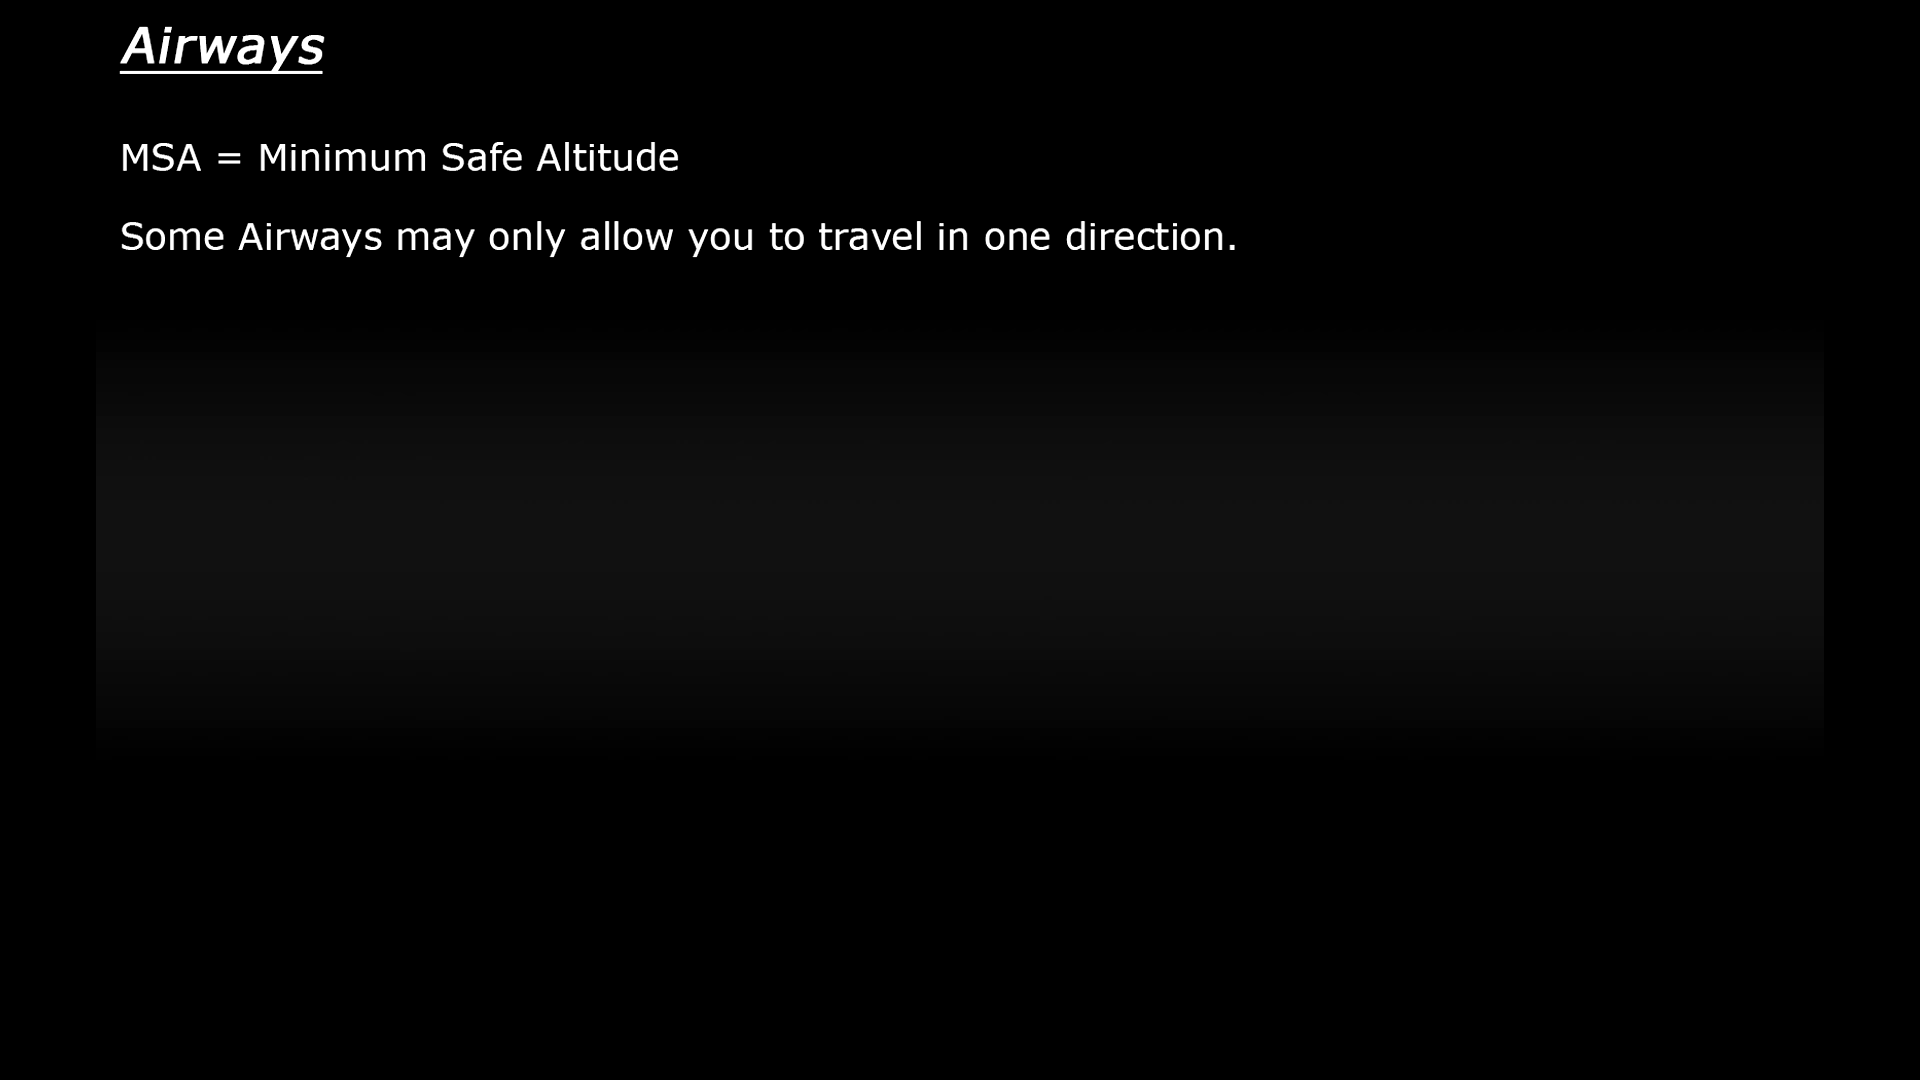 Airways
MSA = Minimum Safe Altitude
Some Airways may only allow you to travel in one direction.